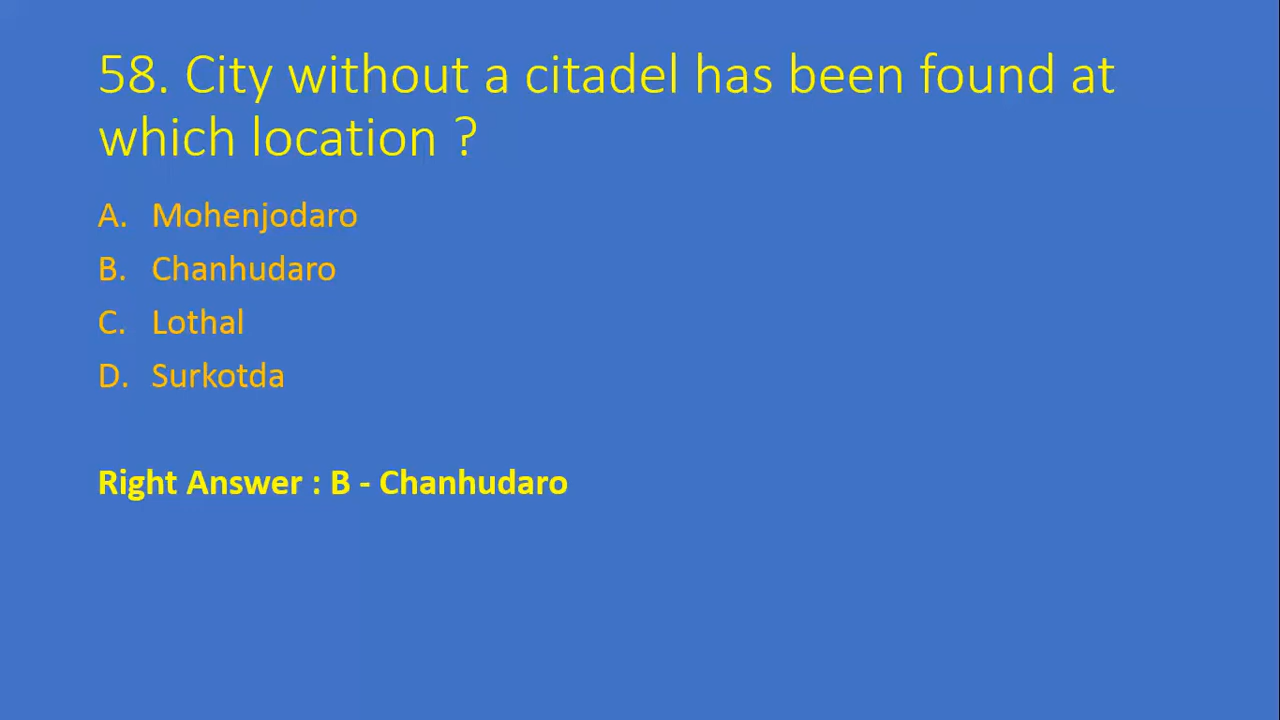 58. City without a citadel has been found at
which location ?
A. Mohenjodaro
B. Chanhudaro
C. Lothal
D. Surkotda
Right Answer : B - Chanhudaro